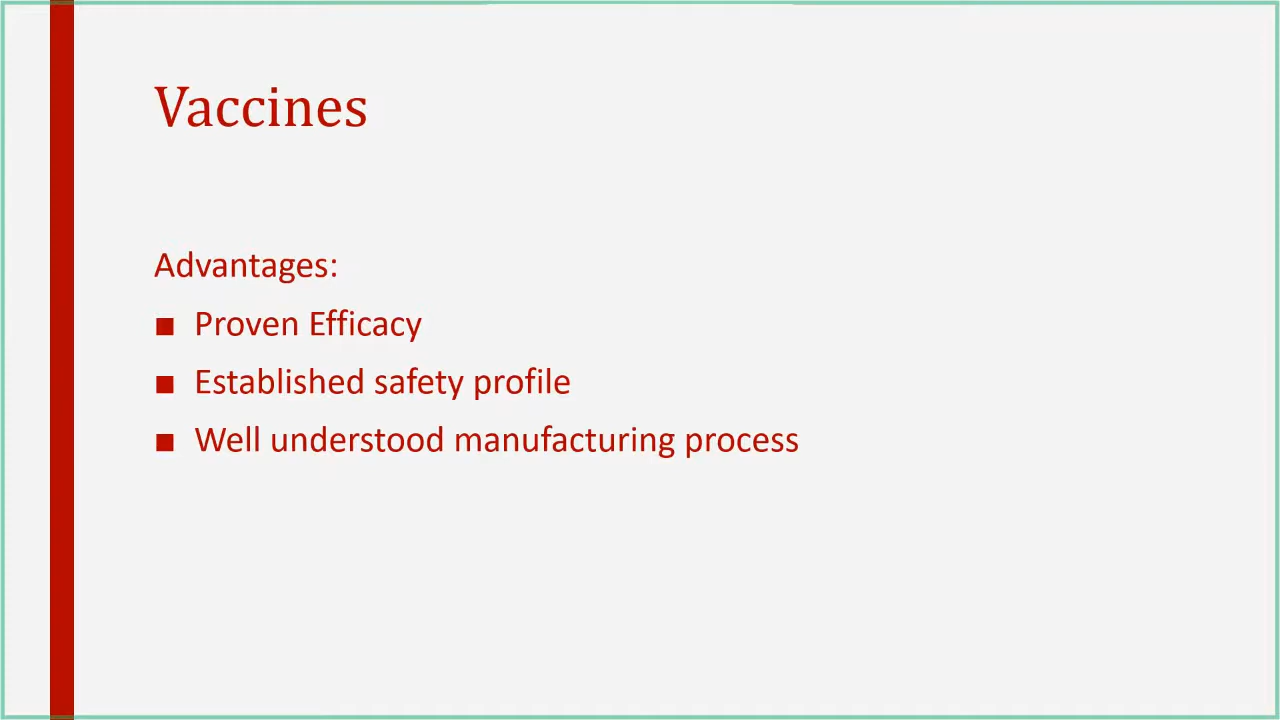 Vaccines
Advantages:
■ Proven Efficacy
■ Established safety profile
■ Well understood manufacturing process